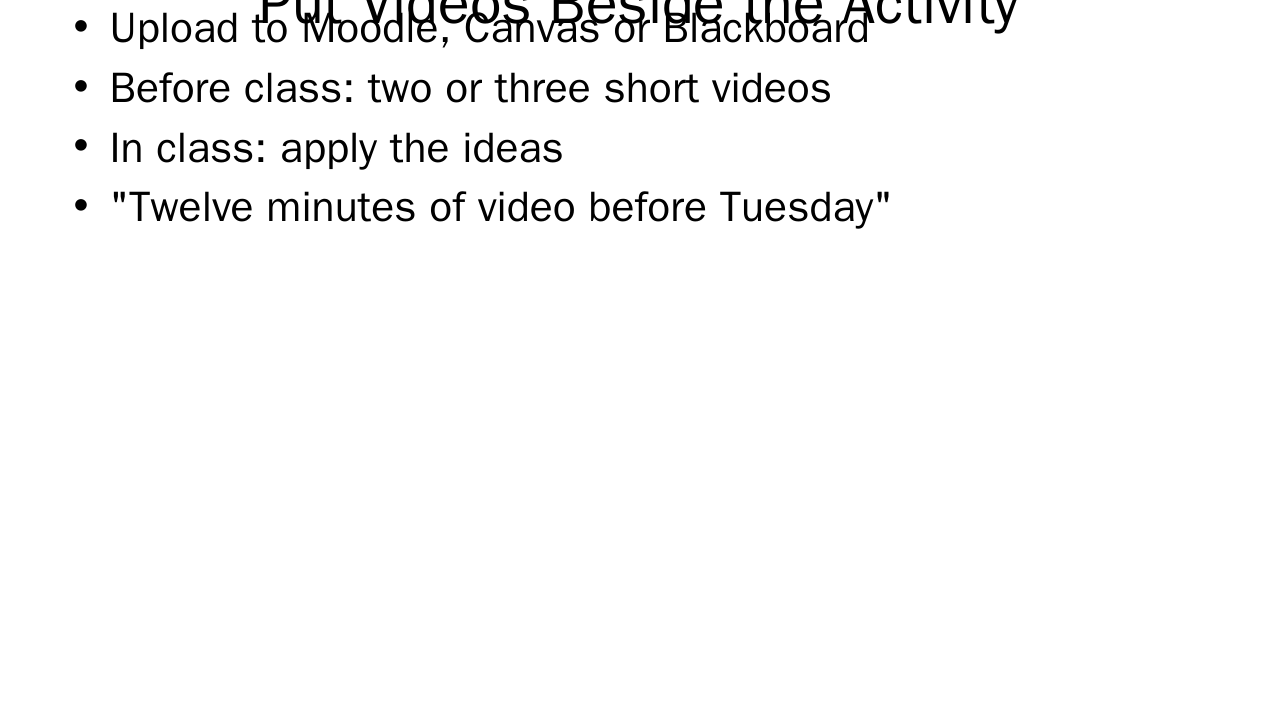 Put Videos Beside the Activity
• Upload to Moodle, Canvas or Blackboard
• Before class: two or three short videos
• In class: apply the ideas
• "Twelve minutes of video before Tuesday"